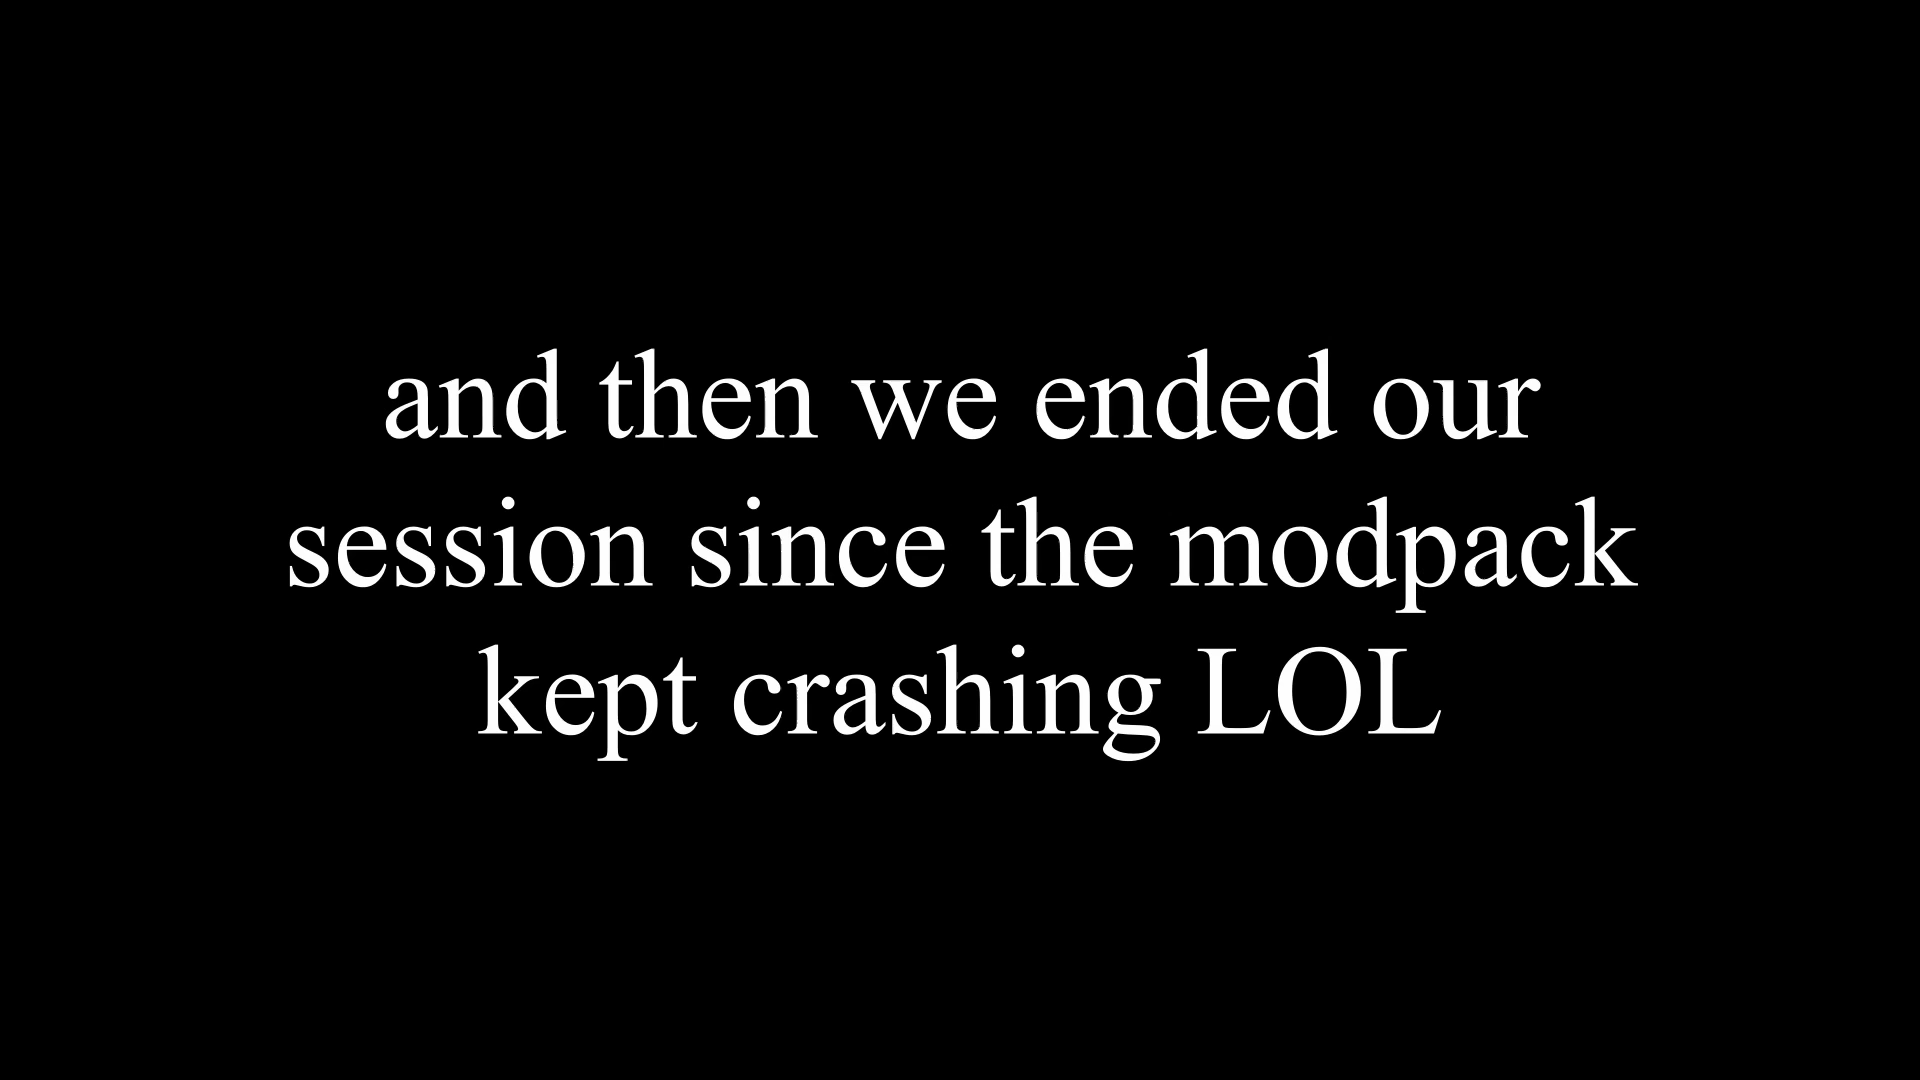 and then we ended our
session since the modpack
kept crashing LOL